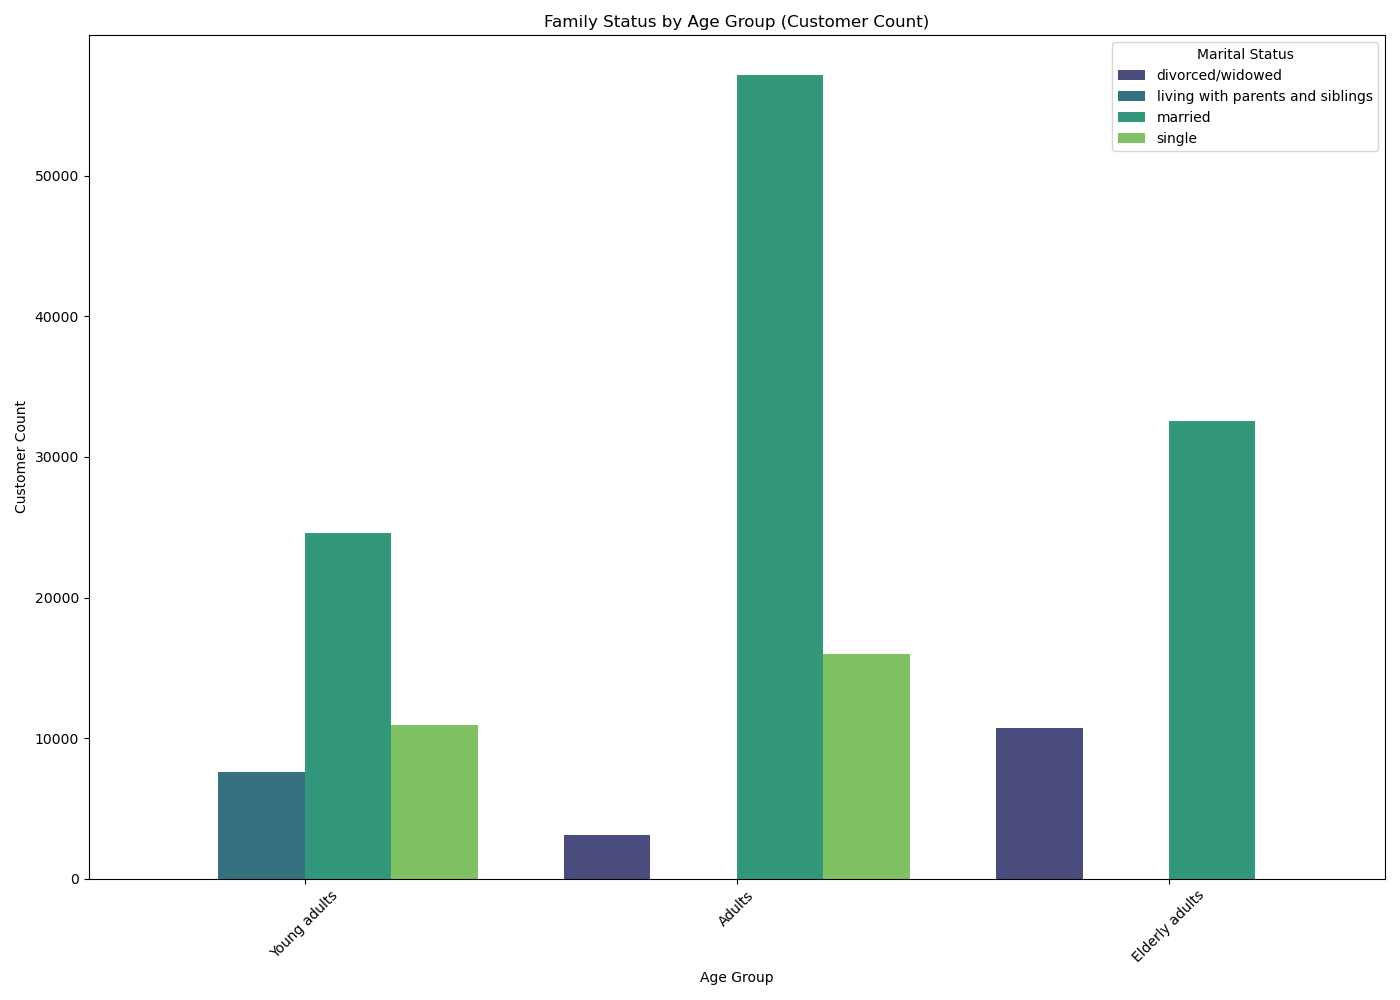 Family Status by Age Group (Customer Count)
Marital Status
divorced/widowed
living with parents and siblings
married
single
50000
40000
30000
20000
10000
0
Customer Count
Young adults
Adults
Elderly adults
Age Group